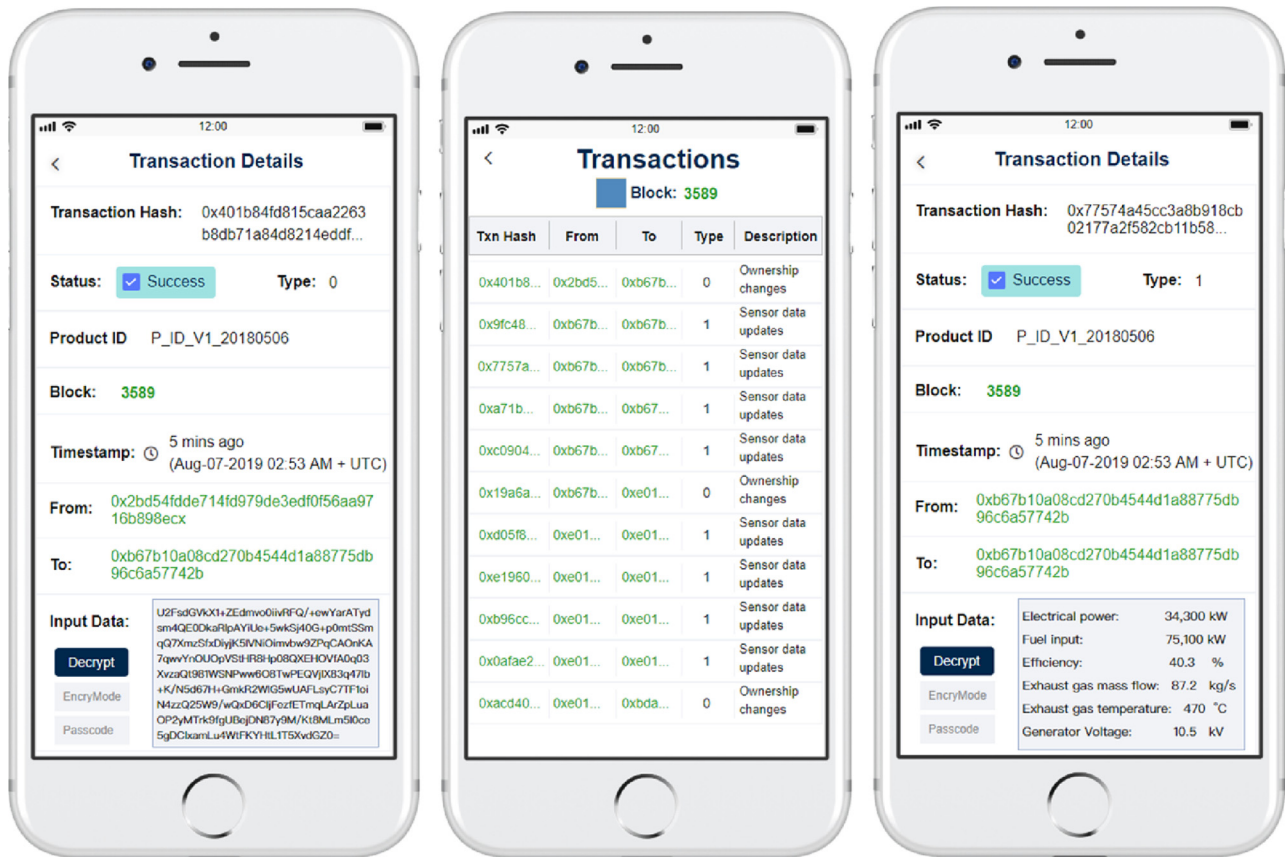 12:00
Transaction Details
Transaction Hash: 0x401b84fd815caa2263
b8db71a84d8214eddf...
Status: Success Type: 0
Product ID P_ID_V1_20180506
Block: 3589
Timestamp: 5 mins ago
(Aug-07-2019 02:53 AM + UTC)
From: 0x2bd54fdde714fd979de3edf0f56aa97
16b898ecx
To: 0xb67b10a08cd270b4544d1a88775db
96c6a57742b
Input Data:
Decrypt
EncryMode
Passcode
12:00
Transactions
Block: 3589
Txn Hash From To Type Description
0x401b8... 0x2bd5... 0xb67b... 0 Ownership
changes
0x9fc48... 0xb67b... 0xb67b... 1 Sensor data
updates
0x7757a... 0xb67b... 0xb67b... 1 Sensor data
updates
0xa71b... 0xb67b... 0xb67... 1 Sensor data
updates
0xc0904... 0xb67b... 0xb67... 1 Sensor data
updates
0x19a6a... 0xb67b... 0xe01... 0 Ownership
changes
0xd05f8... 0xe01... 0xe01... 1 Sensor data
updates
0xe1960... 0xe01... 0xe01... 1 Sensor data
updates
0xb96cc... 0xe01... 0xe01... 1 Sensor data
updates
0x0afae2... 0xe01... 0xe01... 1 Sensor data
updates
0xacd40... 0xe01... 0xbda... 0 Ownership
changes
12:00
Transaction Details
Transaction Hash: 0x77574a45cc3a8b918cb
02177a2f582cb11b58...
Status: Success Type: 1
Product ID P_ID_V1_20180506
Block: 3589
Timestamp: 5 mins ago
(Aug-07-2019 02:53 AM + UTC)
From: 0xb67b10a08cd270b4544d1a88775db
96c6a57742b
To: 0xb67b10a08cd270b4544d1a88775db
96c6a57742b
Input Data:
Decrypt
EncryMode
Passcode
Electrical power: 34,300 kW
Fuel input: 75,100 kW
Efficiency: 40.3 %
Exhaust gas mass flow: 87.2 kg/s
Exhaust gas temperature: 470 °C
Generator Voltage: 10.5 kV